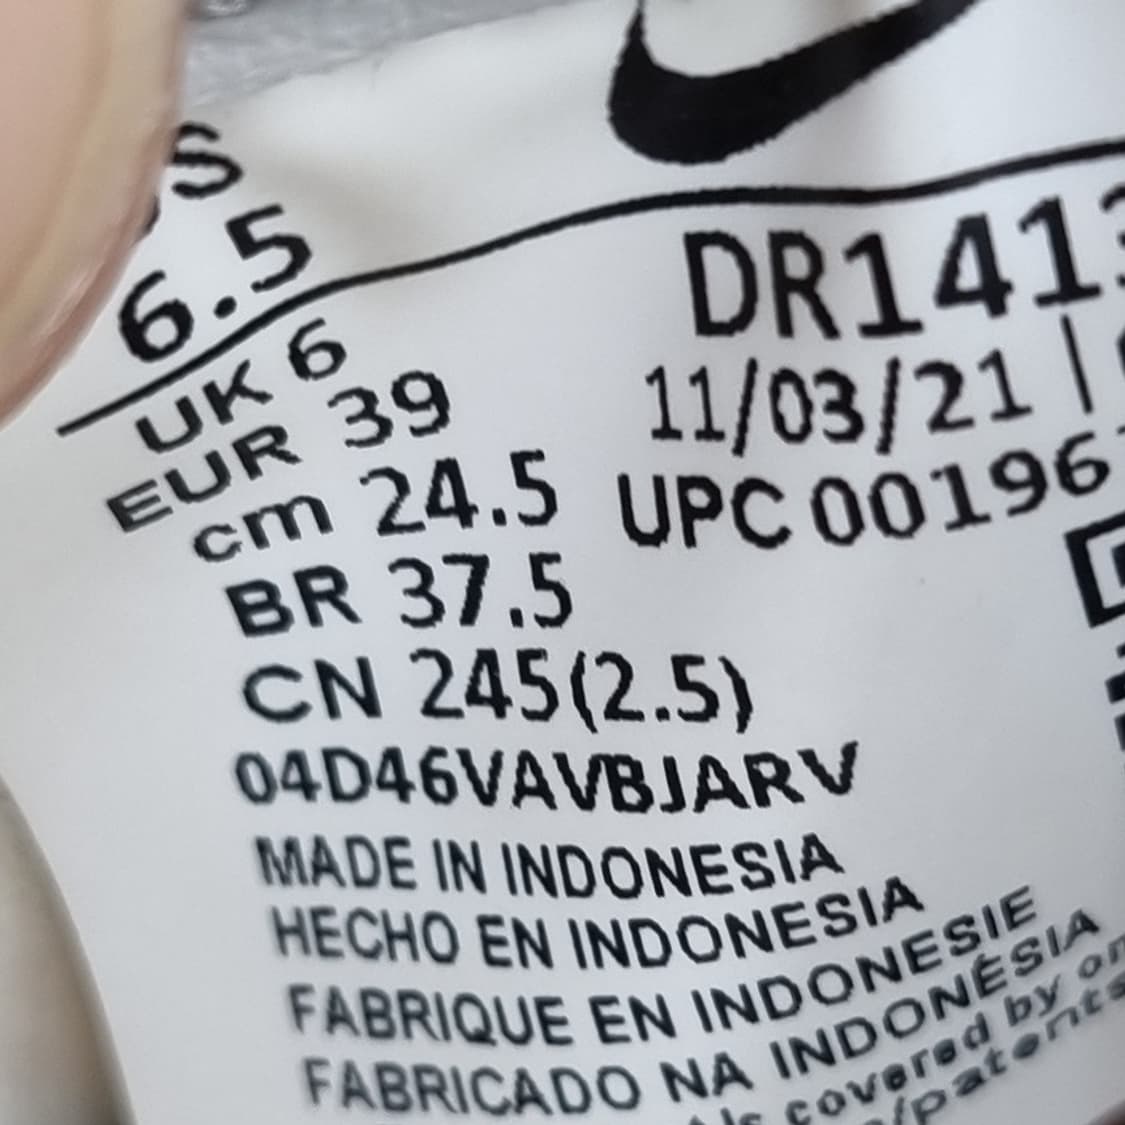 S
6.5
UK 6
EUR 39
cm 24.5
BR 37.5
CN 245(2.5)
04D46VAVBJARV
DR141
11/03/21
UPC 00196
MADE IN INDONESIA
HECHO EN INDONESIA
FABRIQUE EN INDONESIE
FABRICADO NA INDONÉSIA
covered by
/patents